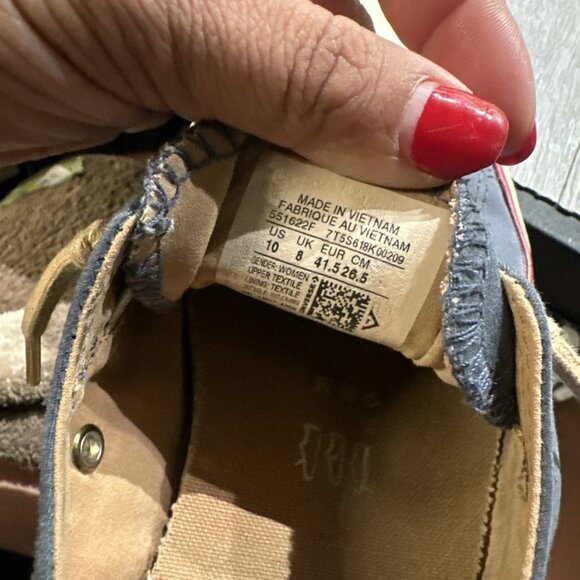 MADE IN VIETNAM
FABRIQUE AU VIETNAM
551622F 7T5S618K00209
US UK EUR CM
10 8 41.5 26.5
GENDER: WOMEN
UPPER: TEXTILE
LINING: TEXTILE